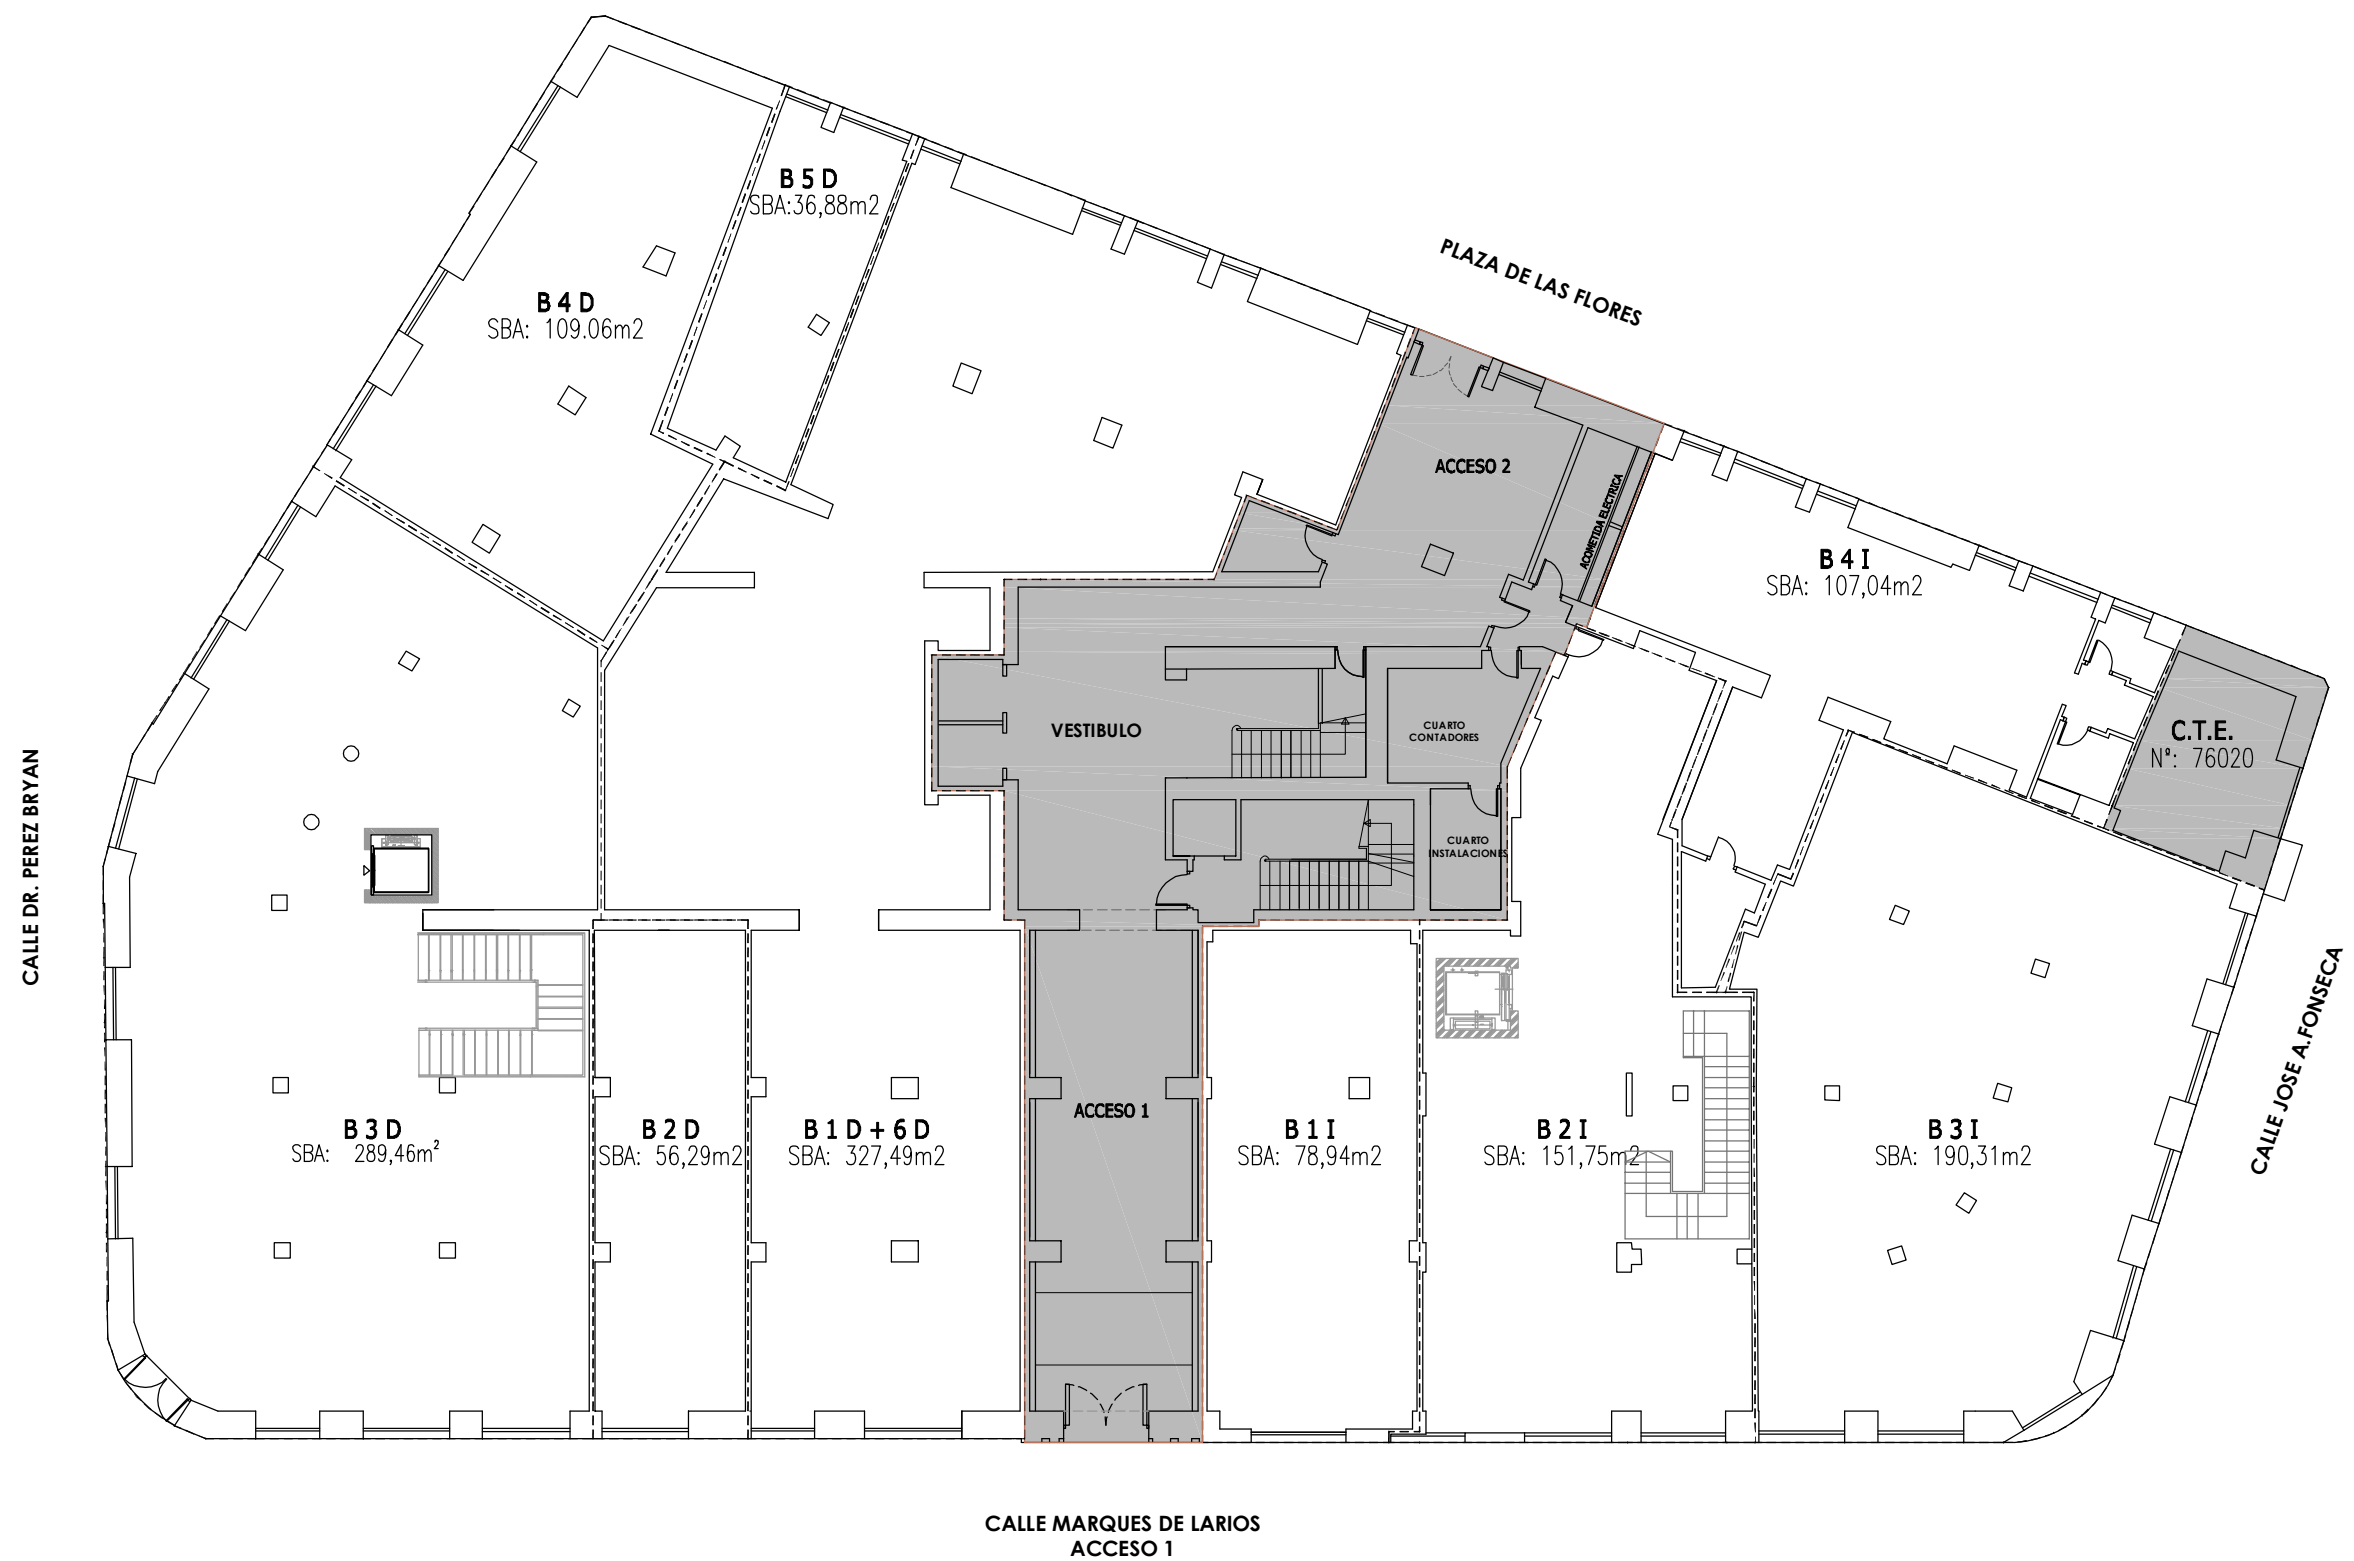 B 5 D
SBA:36,88m2
PLAZA DE LAS FLORES
B 4 D
SBA: 109.06m2
ACCESO 2
ACOMETIDA ELECTRICA
B 4 I
SBA: 107,04m2
VESTIBULO
CUARTO
CONTADORES
C.T.E.
Nº: 76020
CALLE DR. PEREZ BRYAN
CUARTO
INSTALACIONES
CALLE JOSE A.FONSECA
B 3 D
SBA: 289,46m²
B 2 D
SBA: 56,29m2
B 1 D + 6 D
SBA: 327,49m2
ACCESO 1
B 1 I
SBA: 78,94m2
B 2 I
SBA: 151,75m2
B 3 I
SBA: 190,31m2
CALLE MARQUES DE LARIOS
ACCESO 1